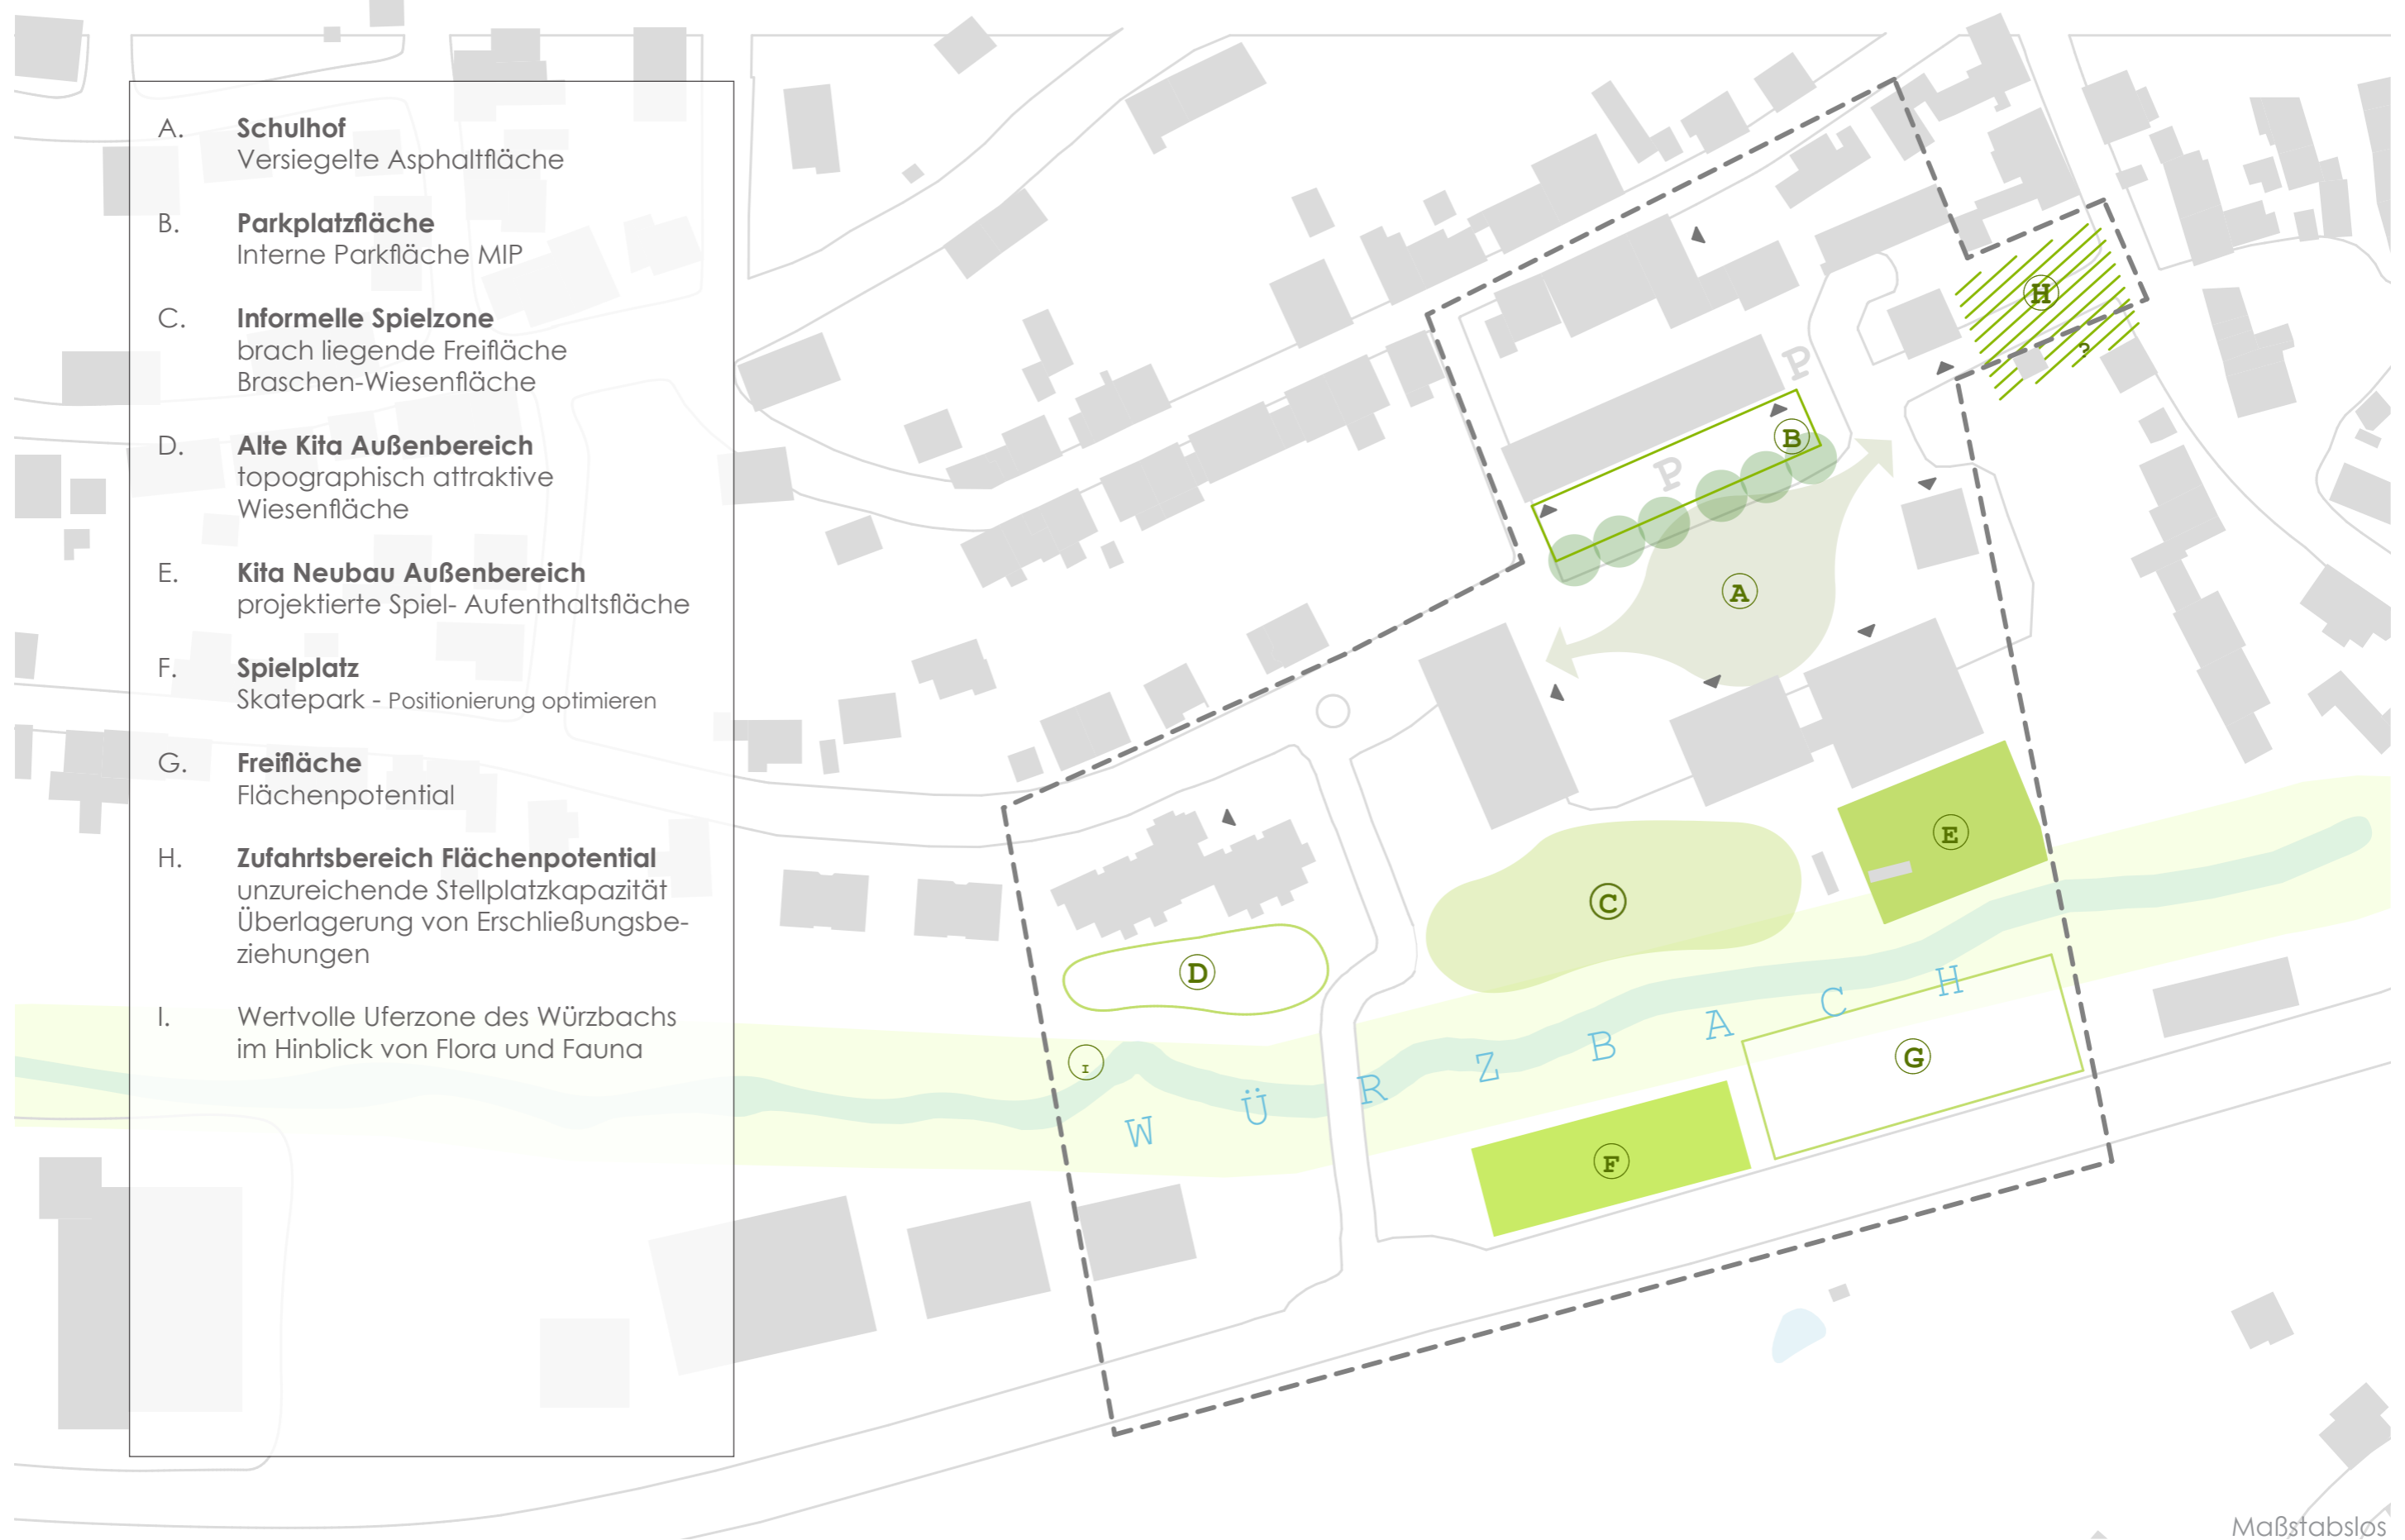 A. Schulhof
Versiegelte Asphaltfläche
B. Parkplatzfläche
Interne Parkfläche MIP
C. Informelle Spielzone
brach liegende Freifläche
Braschen-Wiesenfläche
D. Alte Kita Außenbereich
topographisch attraktive
Wiesenfläche
E. Kita Neubau Außenbereich
projektierte Spiel- Aufenthaltsfläche
F. Spielplatz
Skatepark - Positionierung optimieren
G. Freifläche
Flächenpotential
H. Zufahrtsbereich Flächenpotential
unzureichende Stellplatzkapazität
Überlagerung von Erschließungsbe-
ziehungen
I. Wertvolle Uferzone des Würzbachs
im Hinblick von Flora und Fauna
H
?
P
B
P
A
E
C
D
I
G
F
W Ü R Z B A C H
Maßstabslos